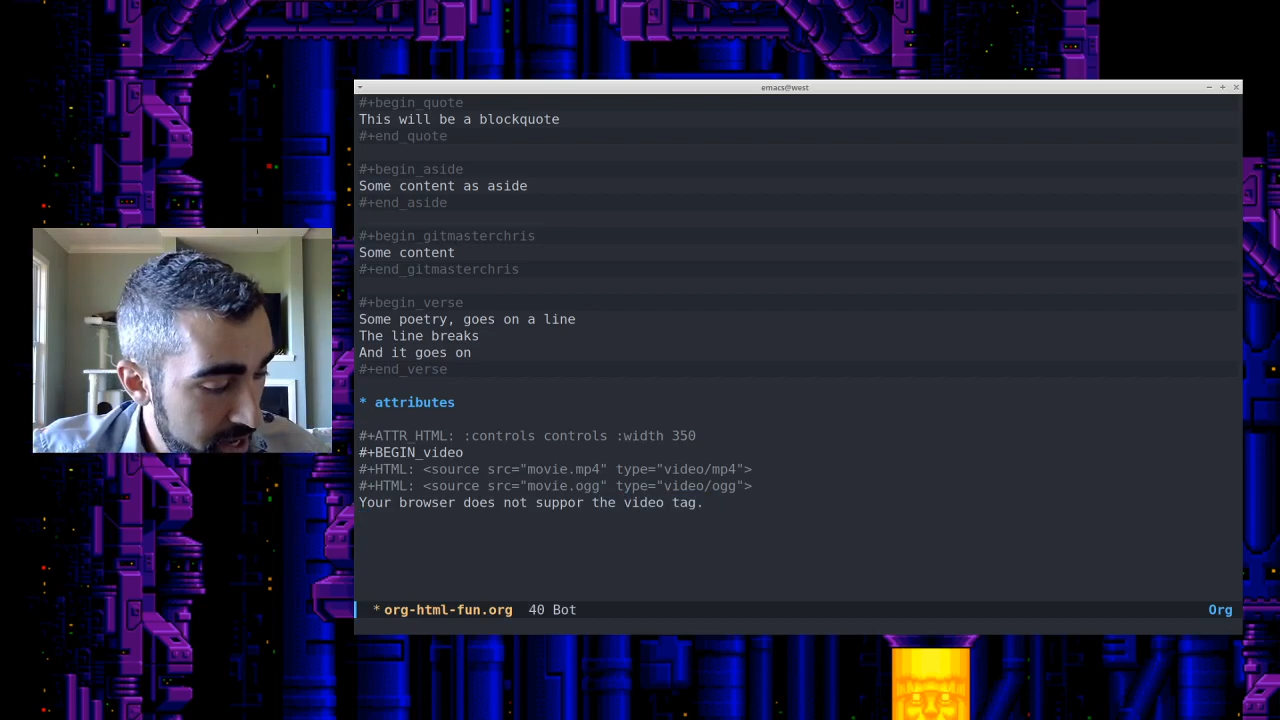 emacs@west
#+begin_quote
This will be a blockquote
#+end_quote
#+begin_aside
Some content as aside
#+end_aside
#+begin_gitmasterchris
Some content
#+end_gitmasterchris
#+begin_verse
Some poetry, goes on a line
The line breaks
And it goes on
#+end_verse
* attributes
#+ATTR_HTML: :controls controls :width 350
#+BEGIN_video
#+HTML: <source src="movie.mp4" type="video/mp4">
#+HTML: <source src="movie.ogg" type="video/ogg">
Your browser does not suppor the video tag.
* org-html-fun.org 40 Bot Org